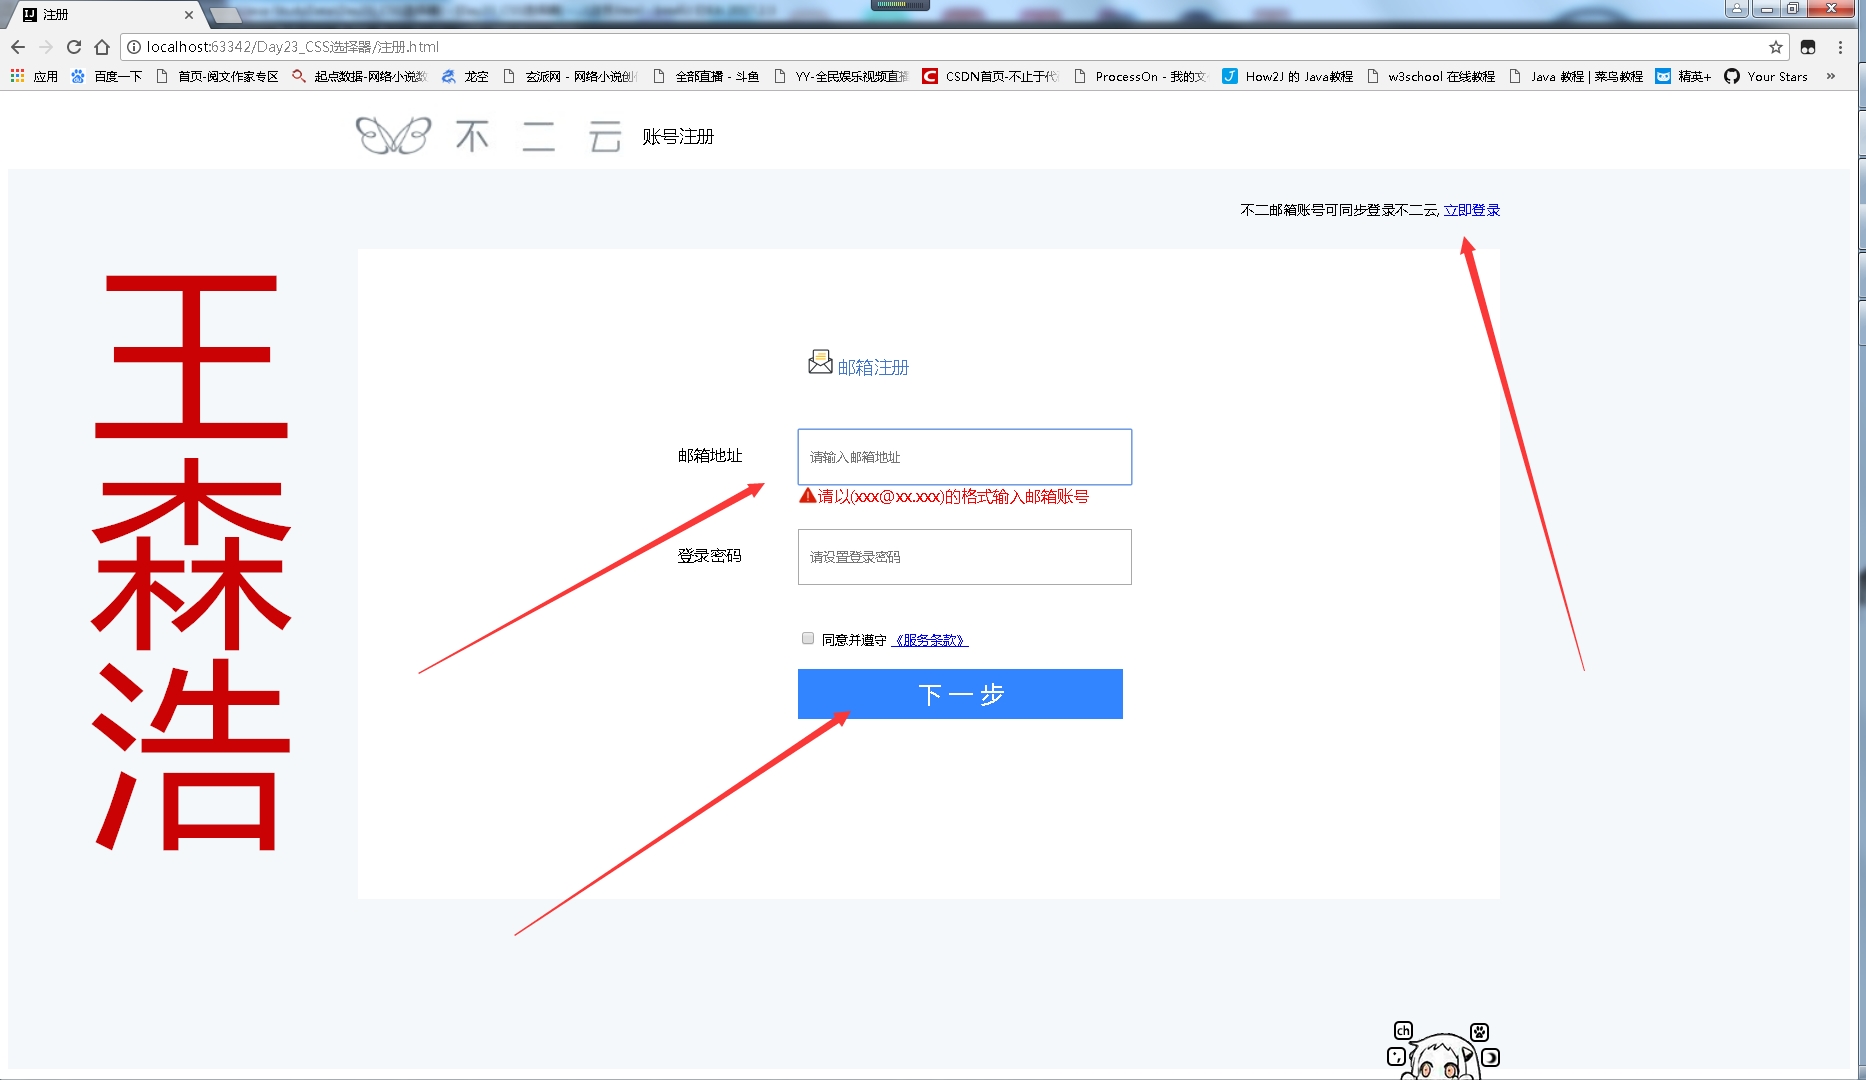 注册
localhost:63342/Day23_CSS选择器/注册.html
应用 百度一下 首页-阅文作家专区 起点数据-网络小说数 龙空 玄派网 - 网络小说创 全部直播 - 斗鱼 YY-全民娱乐视频直播 CSDN首页-不止于代 ProcessOn - 我的文 How2J 的 Java教程 w3school 在线教程 Java 教程 | 菜鸟教程 精英+ Your Stars »
不二云 账号注册
不二邮箱账号可同步登录不二云, 立即登录
王森浩
邮箱注册
邮箱地址 请输入邮箱地址
请以(xxx@xx.xxx)的格式输入邮箱账号
登录密码 请设置登录密码
同意并遵守 《服务条款》
下一步
ch